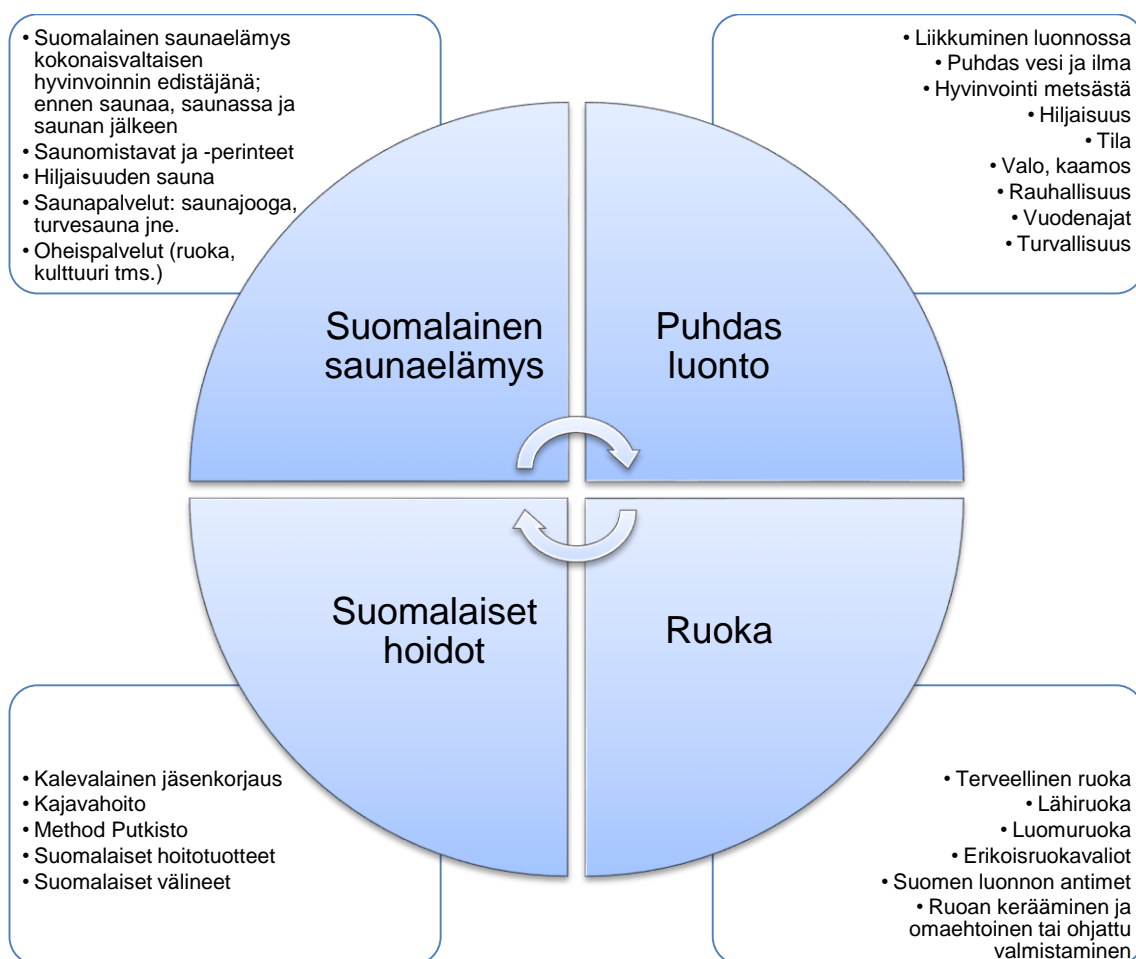 • Suomalainen saunaelämys
kokonaisvaltaisen
hyvinvoinnin edistäjänä;
ennen saunaa, saunassa ja
saunan jälkeen
• Saunomistavat ja -perinteet
• Hiljaisuuden sauna
• Saunapalvelut: saunajooga,
turvesauna jne.
• Oheispalvelut (ruoka,
kulttuuri tms.)
• Liikkuminen luonnossa
• Puhdas vesi ja ilma
• Hyvinvointi metsästä
• Hiljaisuus
• Tila
• Valo, kaamos
• Rauhallisuus
• Vuodenajat
• Turvallisuus
Suomalainen
saunaelämys
Puhdas
luonto
Suomalaiset
hoidot
Ruoka
• Kalevalainen jäsenkorjaus
• Kajavahoito
• Method Putkisto
• Suomalaiset hoitotuotteet
• Suomalaiset välineet
• Terveellinen ruoka
• Lähiruoka
• Luomuruoka
• Erikoisruokavaliot
• Suomen luonnon antimet
• Ruoan kerääminen ja
omaehtoinen tai ohjattu
valmistaminen